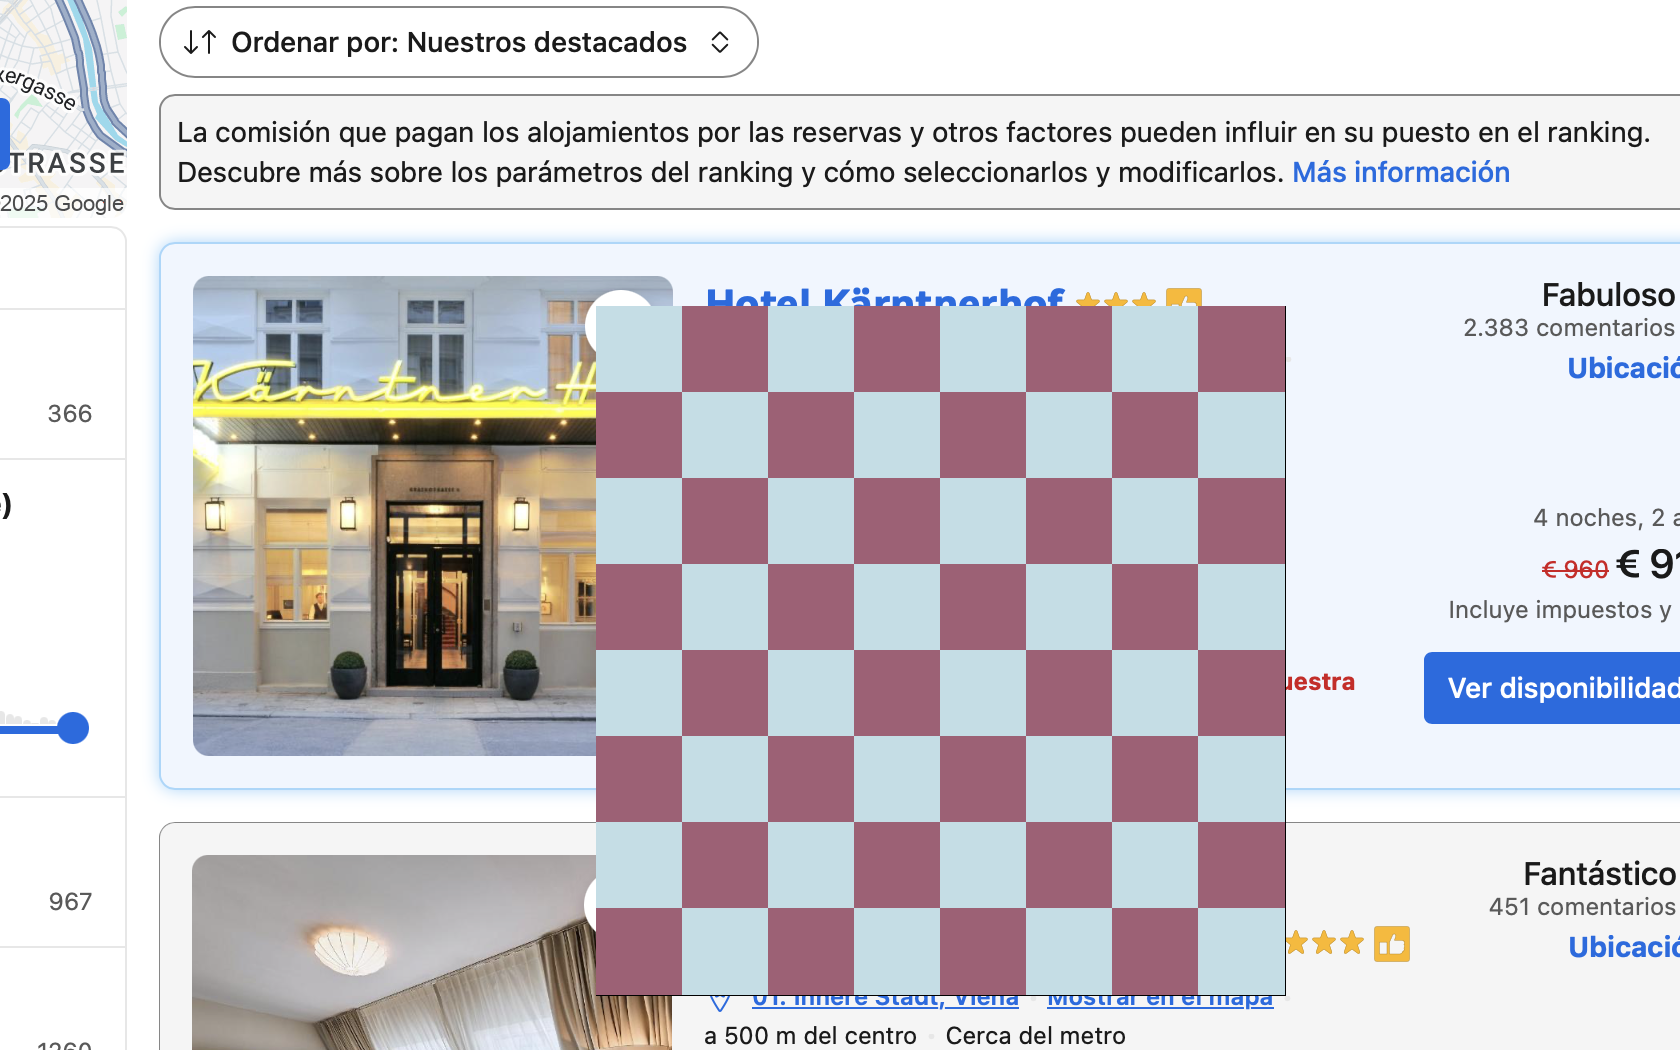 Ordenar por: Nuestros destacados
xergasse
TRASSE
2025 Google
La comisión que pagan los alojamientos por las reservas y otros factores pueden influir en su puesto en el ranking.
Descubre más sobre los parámetros del ranking y cómo seleccionarlos y modificarlos. Más información
366
967
1260
Kärntner H
Hotel Kärntnerhof
Fabuloso
2.383 comentarios
Ubicació
4 noches, 2 a
€ 960 € 91
Incluye impuestos y
uestra
Ver disponibilidad
Fantástico
451 comentarios
Ubicació
01. Innere Stadt, Viena Mostrar en el mapa
a 500 m del centro · Cerca del metro